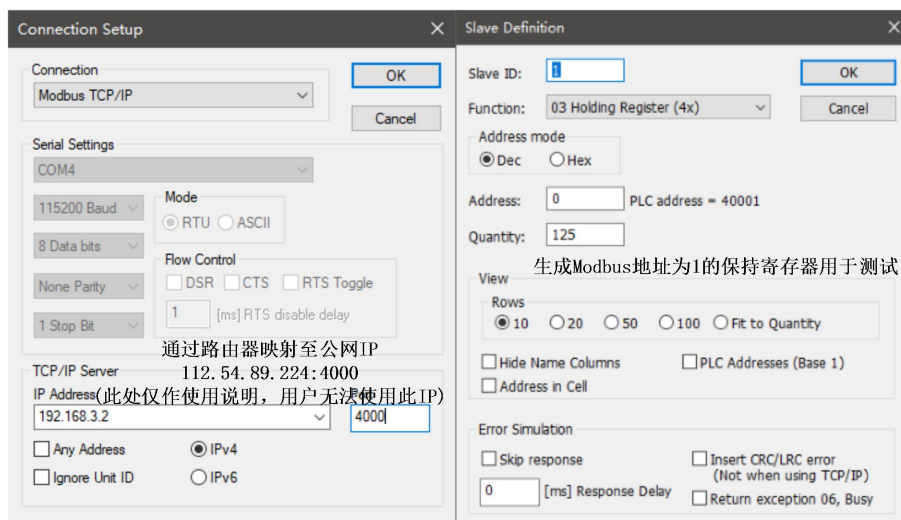 Connection Setup
Connection
Modbus TCP/IP
OK
Cancel
Serial Settings
COM4
115200 Baud
8 Data bits
None Parity
1 Stop Bit
Mode
RTU
ASCII
Flow Control
DSR
CTS
RTS Toggle
1
[ms] RTS disable delay
通过路由器映射至公网IP
112.54.89.224:4000
(此处仅作使用说明，用户无法使用此IP)
TCP/IP Server
IP Address
192.168.3.2
4000
Any Address
IPv4
Ignore Unit ID
IPv6
Slave Definition
Slave ID:
1
OK
Function:
03 Holding Register (4x)
Cancel
Address mode
Dec
Hex
Address:
0
PLC address = 40001
Quantity:
125
生成Modbus地址为1的保持寄存器用于测试
View
Rows
10
20
50
100
Fit to Quantity
Hide Name Columns
PLC Addresses (Base 1)
Address in Cell
Error Simulation
Skip response
Insert CRC/LRC error
(Not when using TCP/IP)
0
[ms] Response Delay
Return exception 06, Busy